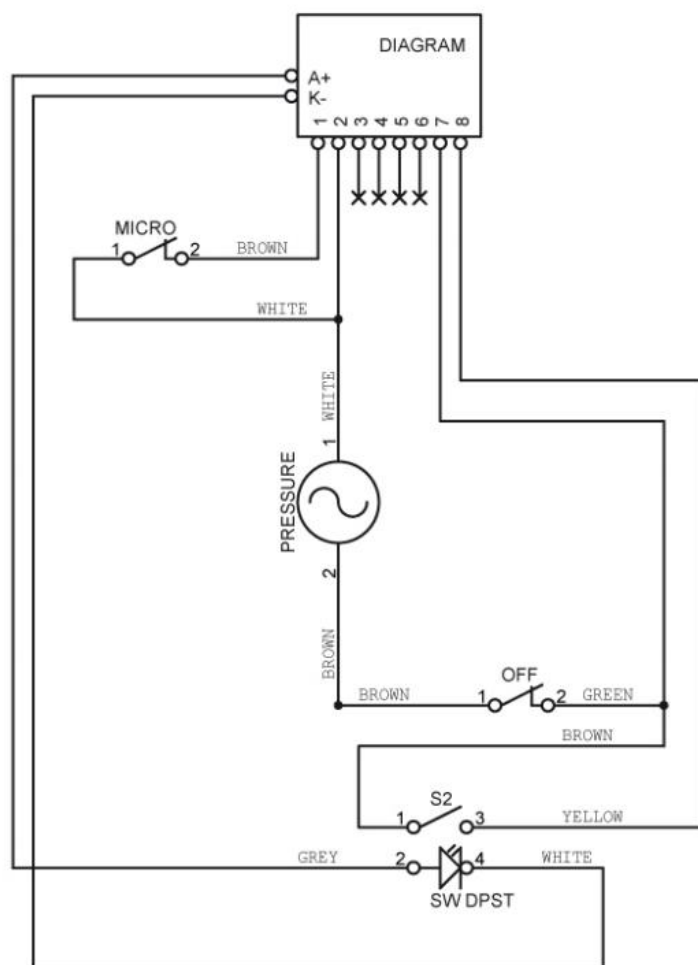 DIAGRAM
A+
K-
1 2 3 4 5 6 7 8
MICRO
1 2 BROWN
WHITE
WHITE
1
PRESSURE
2
BROWN
OFF
BROWN 1 2 GREEN
BROWN
S2
1 3 YELLOW
GREY 2 4 WHITE
SW DPST